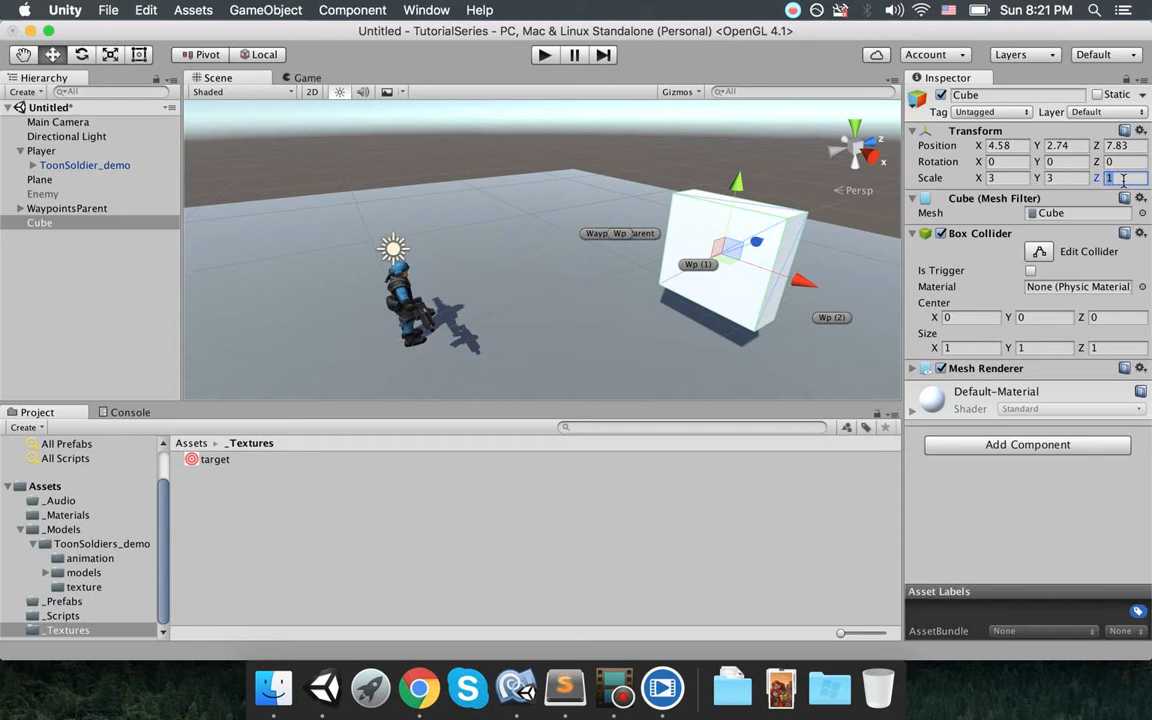 Unity File Edit Assets GameObject Component Window Help Sun 8:21 PM
Untitled - TutorialSeries - PC, Mac & Linux Standalone (Personal) <OpenGL 4.1>
Pivot Local Account Layers Default
Hierarchy Scene Game Inspector
Create All Shaded 2D Gizmos All Cube Static
Untitled* Tag Untagged Layer Default
Main Camera
Directional Light Transform
Player Position X 4.58 Y 2.74 Z 7.83
ToonSoldier_demo Rotation X 0 Y 0 Z 0
Plane Scale X 3 Y 3 Z 1
Enemy
WaypointsParent
Cube
z
x
Persp
Wayp Wp arent
Wp (1)
Wp (2)
Cube (Mesh Filter)
Mesh Cube
Box Collider
Edit Collider
Is Trigger
Material None (Physic Material
Center
X 0 Y 0 Z 0
Size
X 1 Y 1 Z 1
Mesh Renderer
Default-Material
Shader Standard
Add Component
Project Console
Create
All Prefabs Assets _Textures
All Scripts target
Assets
_Audio
_Materials
_Models
ToonSoldiers_demo
animation
models
texture
_Prefabs
_Scripts
_Textures
Asset Labels
AssetBundle None None